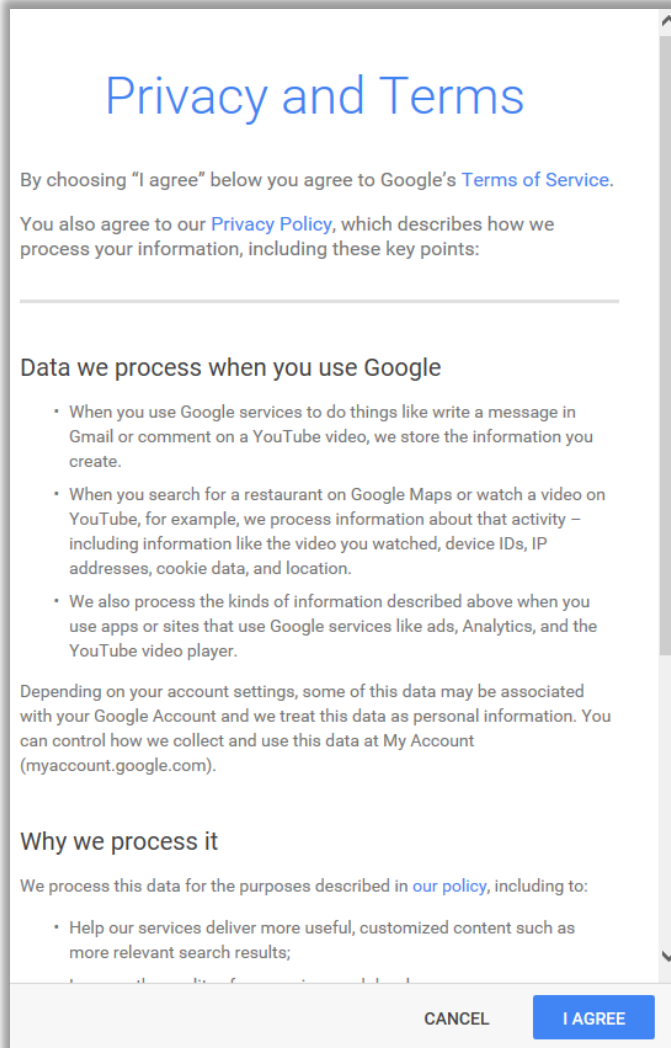 Privacy and Terms
By choosing “I agree” below you agree to Google’s Terms of Service.
You also agree to our Privacy Policy, which describes how we
process your information, including these key points:
Data we process when you use Google
• When you use Google services to do things like write a message in
Gmail or comment on a YouTube video, we store the information you
create.
• When you search for a restaurant on Google Maps or watch a video on
YouTube, for example, we process information about that activity –
including information like the video you watched, device IDs, IP
addresses, cookie data, and location.
• We also process the kinds of information described above when you
use apps or sites that use Google services like ads, Analytics, and the
YouTube video player.
Depending on your account settings, some of this data may be associated
with your Google Account and we treat this data as personal information. You
can control how we collect and use this data at My Account
(myaccount.google.com).
Why we process it
We process this data for the purposes described in our policy, including to:
• Help our services deliver more useful, customized content such as
more relevant search results;
CANCEL
I AGREE